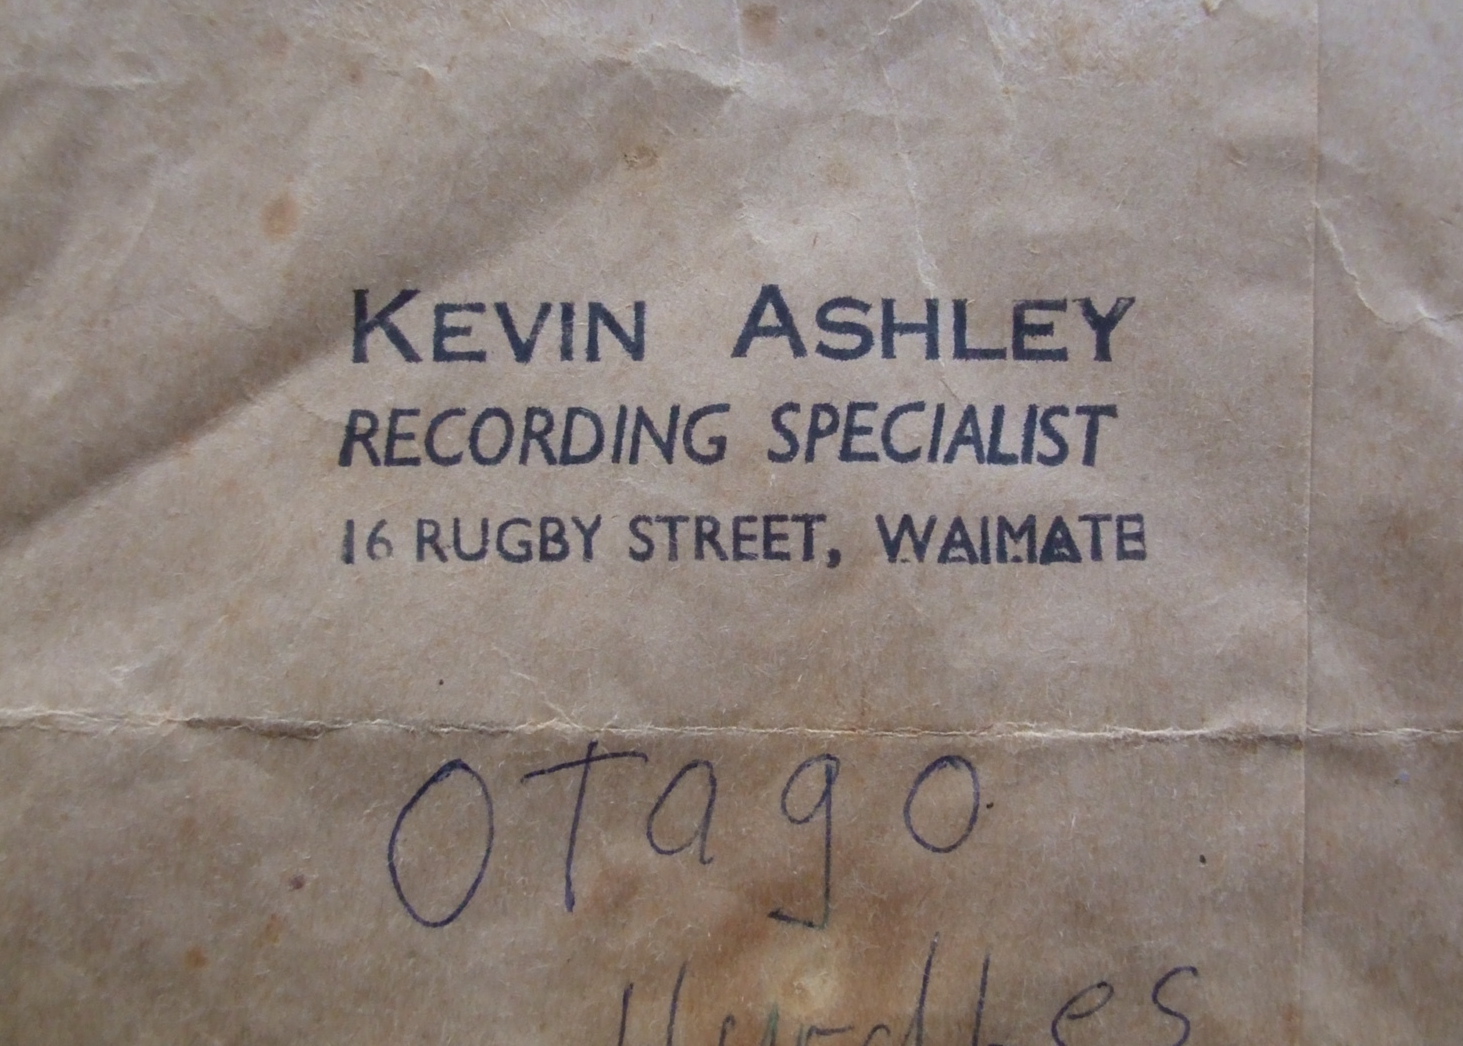 KEVIN ASHLEY
RECORDING SPECIALIST
16 RUGBY STREET, WAIMATE
Otago